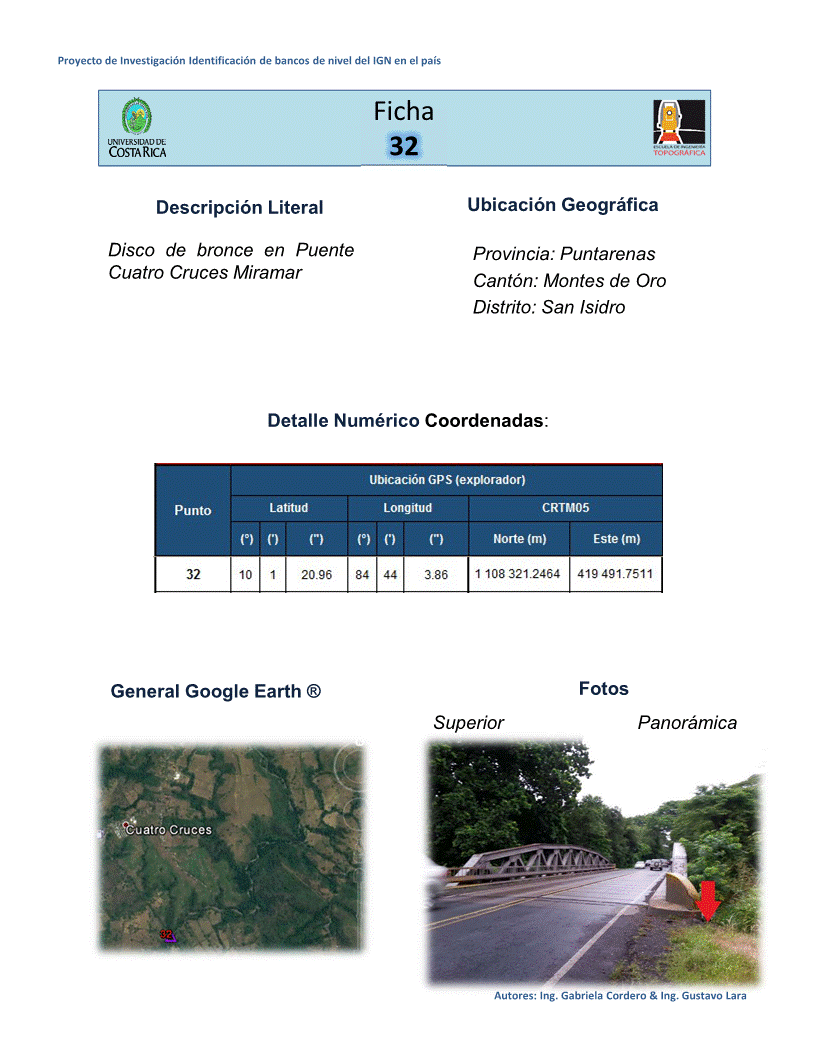 Proyecto de Investigación Identificación de bancos de nivel del IGN en el país
UNIVERSIDAD DE
COSTA RICA
Ficha
32
ESCUELA DE INGENIERÍA
TOPOGRÁFICA
Descripción Literal
Disco de bronce en Puente
Cuatro Cruces Miramar
Ubicación Geográfica
Provincia: Puntarenas
Cantón: Montes de Oro
Distrito: San Isidro
Detalle Numérico Coordenadas:
Punto
Ubicación GPS (explorador)
Latitud Longitud CRTM05
(°) (') (") (°) (') (") Norte (m) Este (m)
32 10 1 20.96 84 44 3.86 1 108 321.2464 419 491.7511
General Google Earth ®
Fotos
Superior Panorámica
Cuatro Cruces
32
Autores: Ing. Gabriela Cordero & Ing. Gustavo Lara